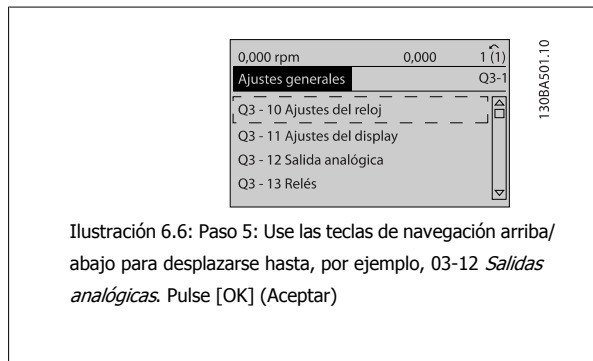 0,000 rpm 0,000 1 (1)
Ajustes generales Q3-1
Q3 - 10 Ajustes del reloj
Q3 - 11 Ajustes del display
Q3 - 12 Salida analógica
Q3 - 13 Relés
130BA501.10
Ilustración 6.6: Paso 5: Use las teclas de navegación arriba/
abajo para desplazarse hasta, por ejemplo, 03-12 Salidas
analógicas. Pulse [OK] (Aceptar)